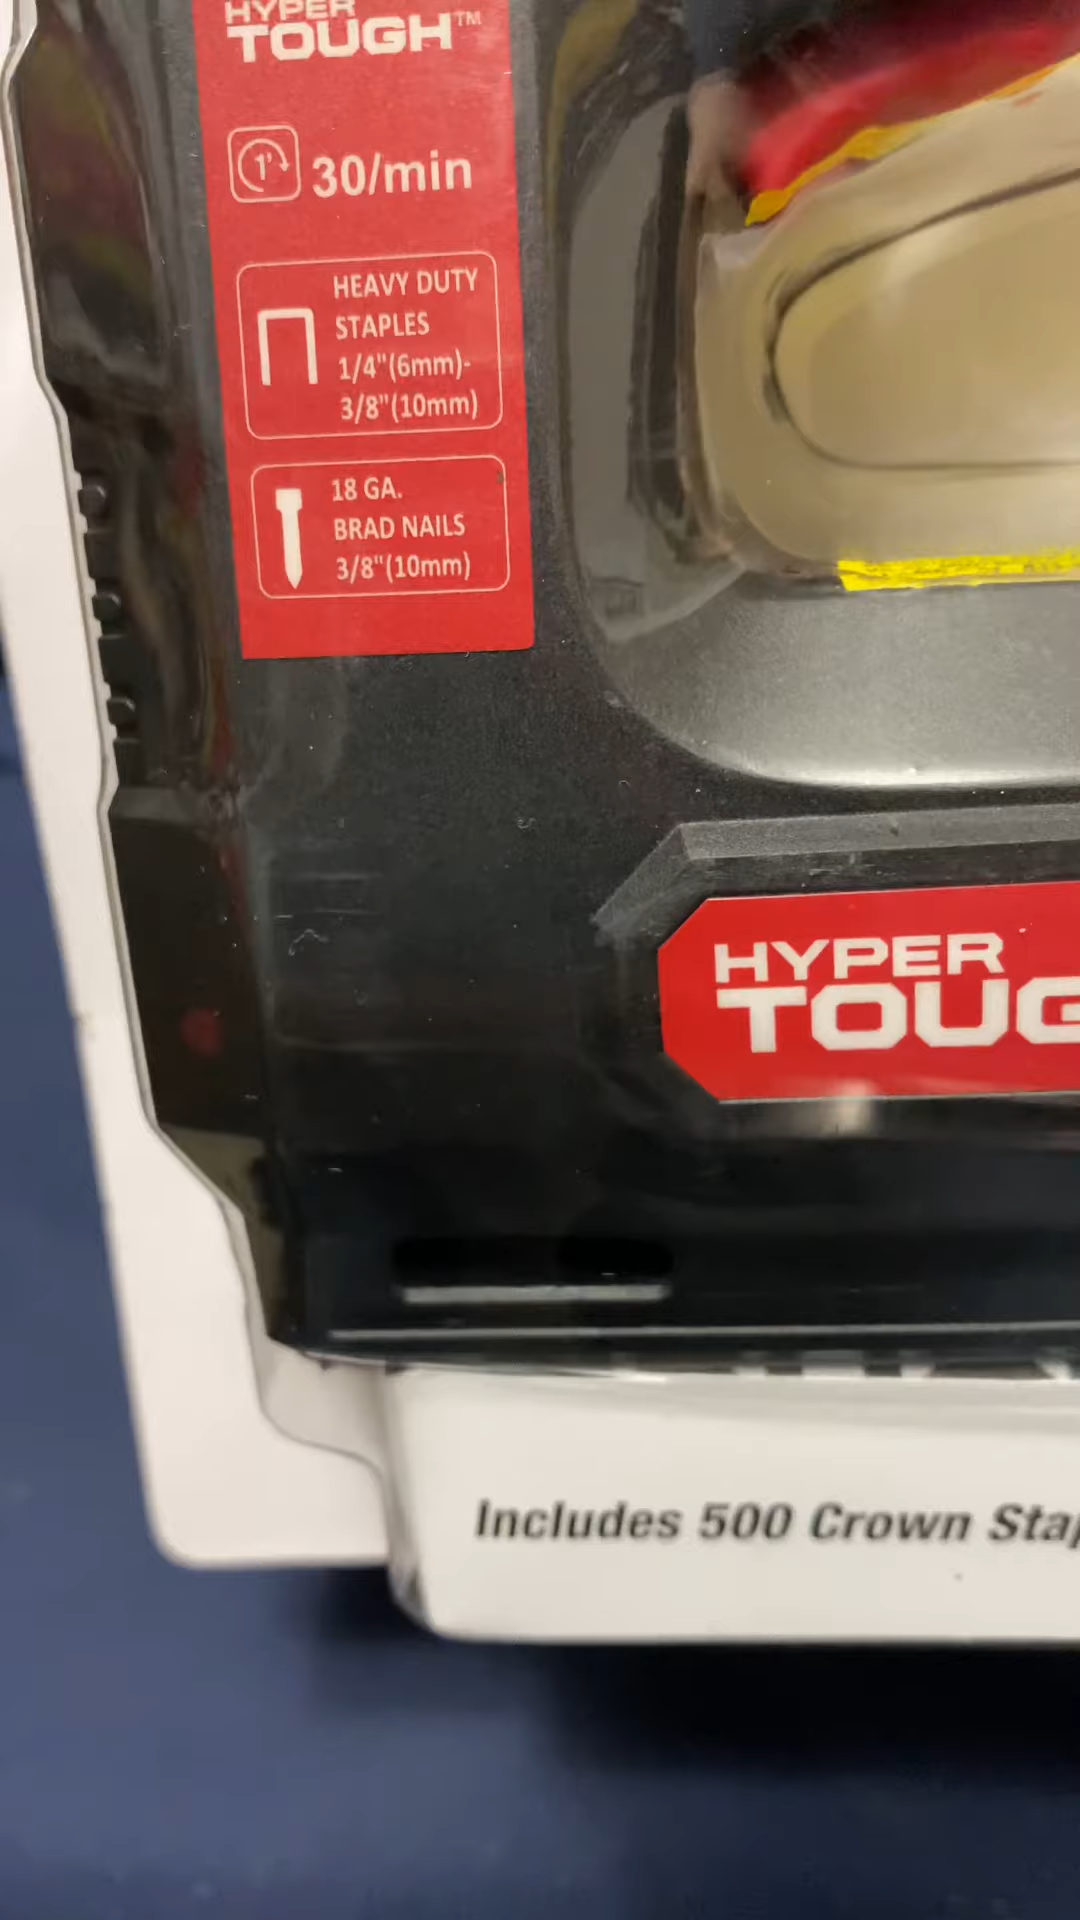 HYPER
TOUGH™
1'
30/min
HEAVY DUTY
STAPLES
1/4"(6mm)-
3/8"(10mm)
18 GA.
BRAD NAILS
3/8"(10mm)
HYPER
TOUG
Includes 500 Crown Stap